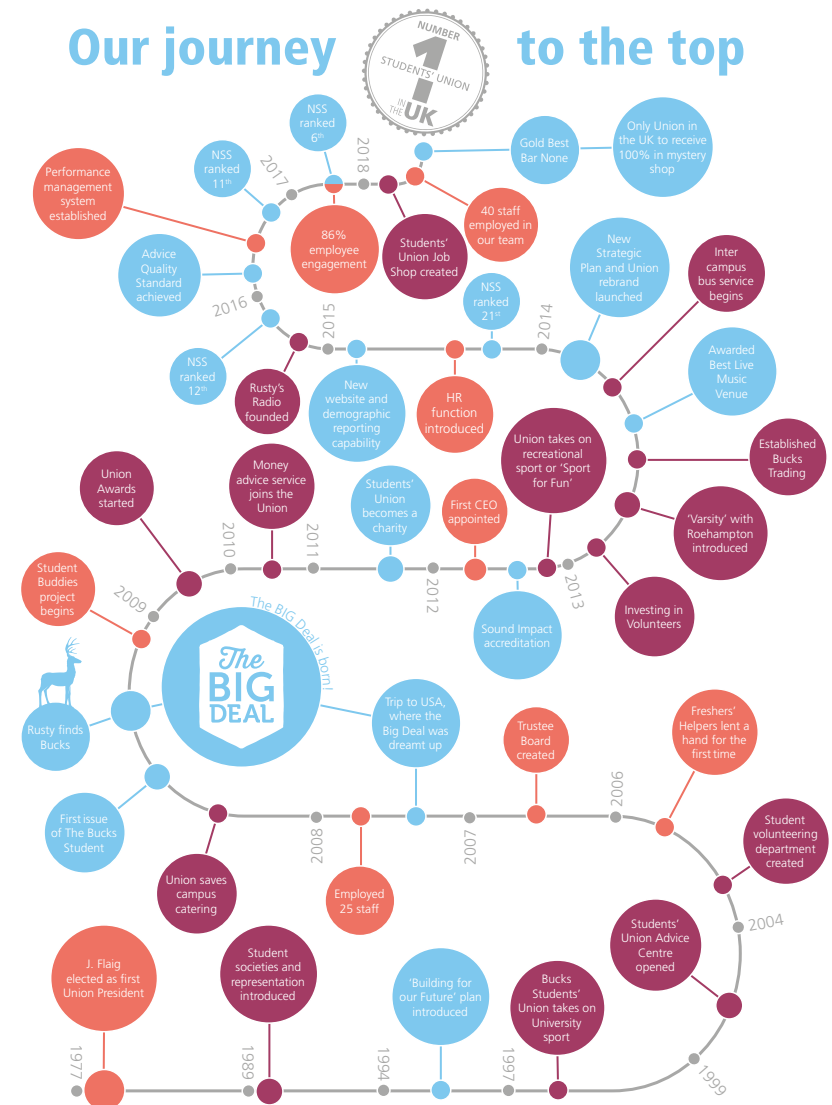 Our journey
NUMBER
1
STUDENTS' UNION
IN
THE
UK
to the top
NSS
ranked
6th
2018
Gold Best
Bar None
Only Union in
the UK to receive
100% in mystery
shop
NSS
ranked
11th
2017
Performance
management
system
established
86%
employee
engagement
Students'
Union Job
Shop created
40 staff
employed in
our team
New
Strategic
Plan and Union
rebrand
launched
Inter
campus
bus service
begins
Advice
Quality
Standard
achieved
2016
NSS
ranked
21st
2015
2014
NSS
ranked
12th
Rusty's
Radio
founded
New
website and
demographic
reporting
capability
HR
function
introduced
Awarded
Best Live
Music
Venue
Union takes on
recreational
sport or 'Sport
for Fun'
Established
Bucks
Trading
Union
Awards
started
Money
advice service
joins the
Union
Students'
Union
becomes a
charity
First CEO
appointed
'Varsity' with
Roehampton
introduced
2010
2011
2012
2013
Student
Buddies
project
begins
2009
Sound Impact
accreditation
Investing in
Volunteers
The BIG Deal is born!
The
BIG
DEAL
Rusty finds
Bucks
Trip to USA,
where the
Big Deal was
dreamt up
Trustee
Board
created
Freshers'
Helpers lent a
hand for the
first time
First issue
of The Bucks
Student
2008
2007
2006
Student
volunteering
department
created
Union saves
campus
catering
Employed
25 staff
2004
Students'
Union Advice
Centre
opened
J. Flaig
elected as first
Union President
Student
societies and
representation
introduced
'Building for
our Future' plan
introduced
Bucks
Students'
Union takes on
University
sport
1977
1989
1994
1997
1999